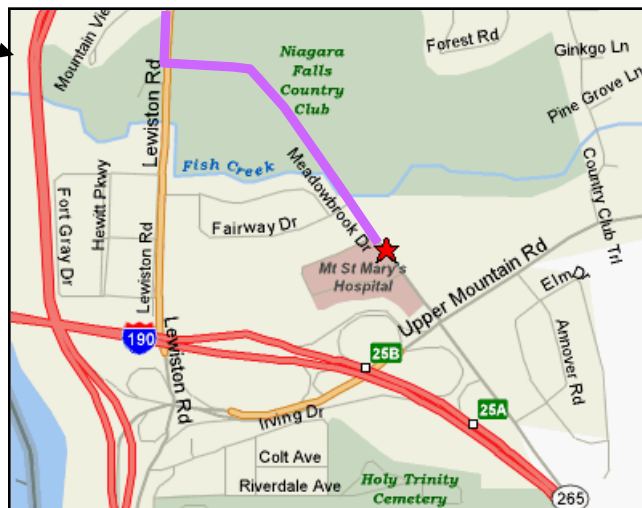 Mountain Vie
Lewiston Rd
Niagara
Falls
Country
Club
Forest Rd
Ginkgo Ln
Pine Grove Ln
Country Club Trl
Fish Creek
Meadowbrook Dr
Hewitt Pkwy
Fort Gray Dr
Fairway Dr
Lewiston Rd
Mt St Mary's
Hospital
Upper Mountain Rd
Elm Dr
Annover Rd
190
Lewiston Rd
25B
25A
Irving Dr
Colt Ave
Riverdale Ave
Holy Trinity
Cemetery
265